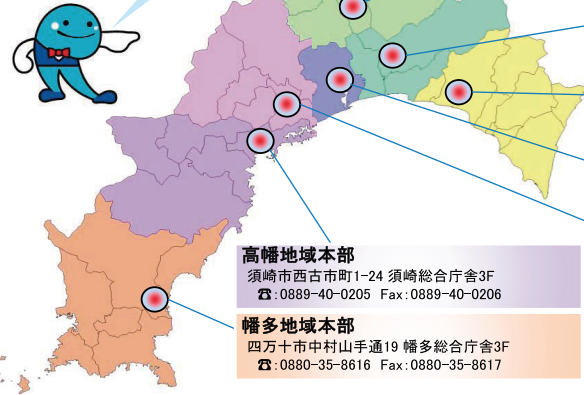 高幡地域本部
須崎市西古市町1-24 須崎総合庁舎3F
☎:0889-40-0205 Fax:0889-40-0206
幡多地域本部
四万十市中村山手通19 幡多総合庁舎3F
☎:0880-35-8616 Fax:0880-35-8617